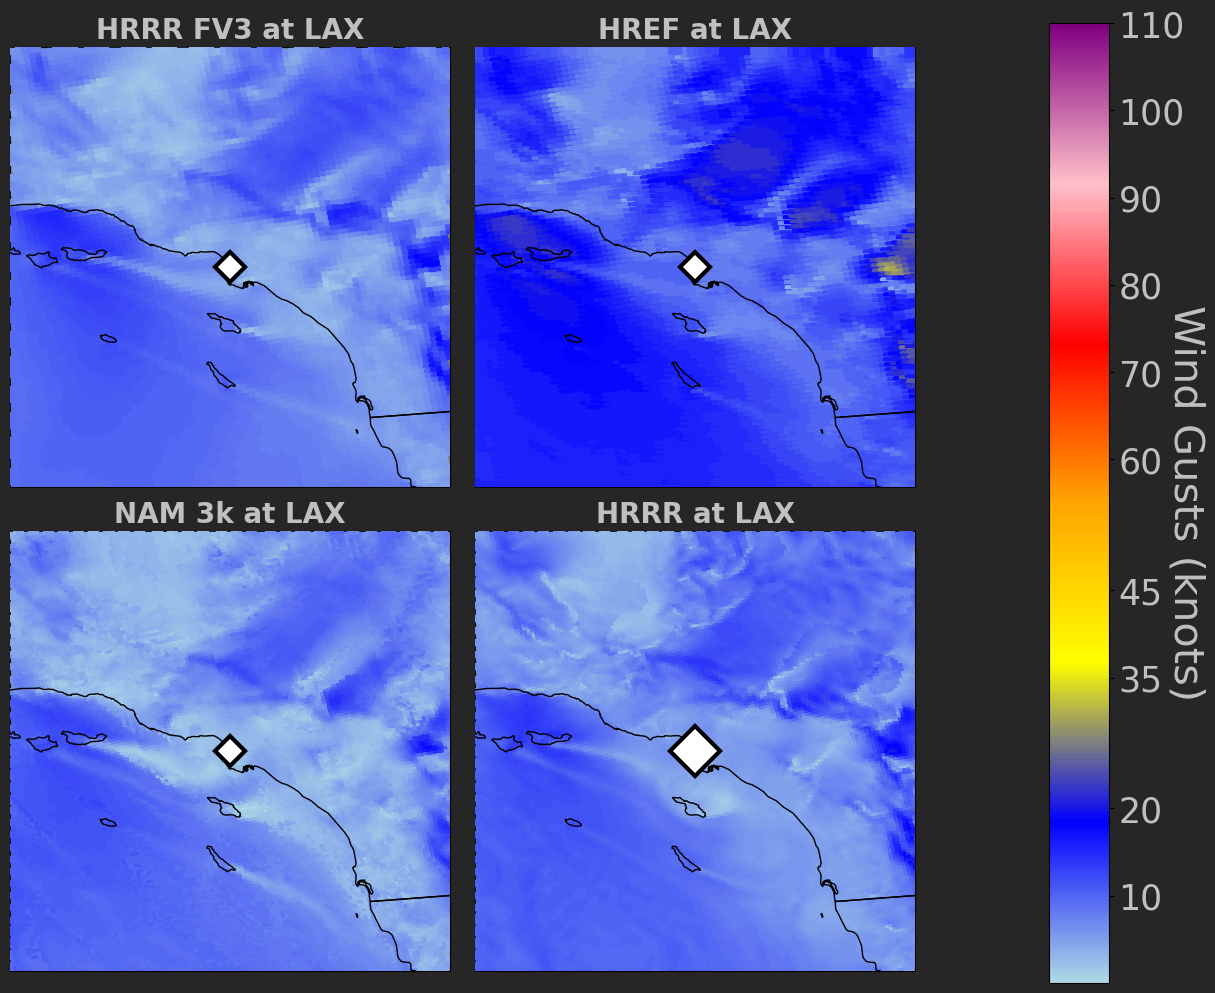 HRRR FV3 at LAX
HREF at LAX
NAM 3k at LAX
HRRR at LAX
110
100
90
80
70
60
45
35
20
10
Wind Gusts (knots)